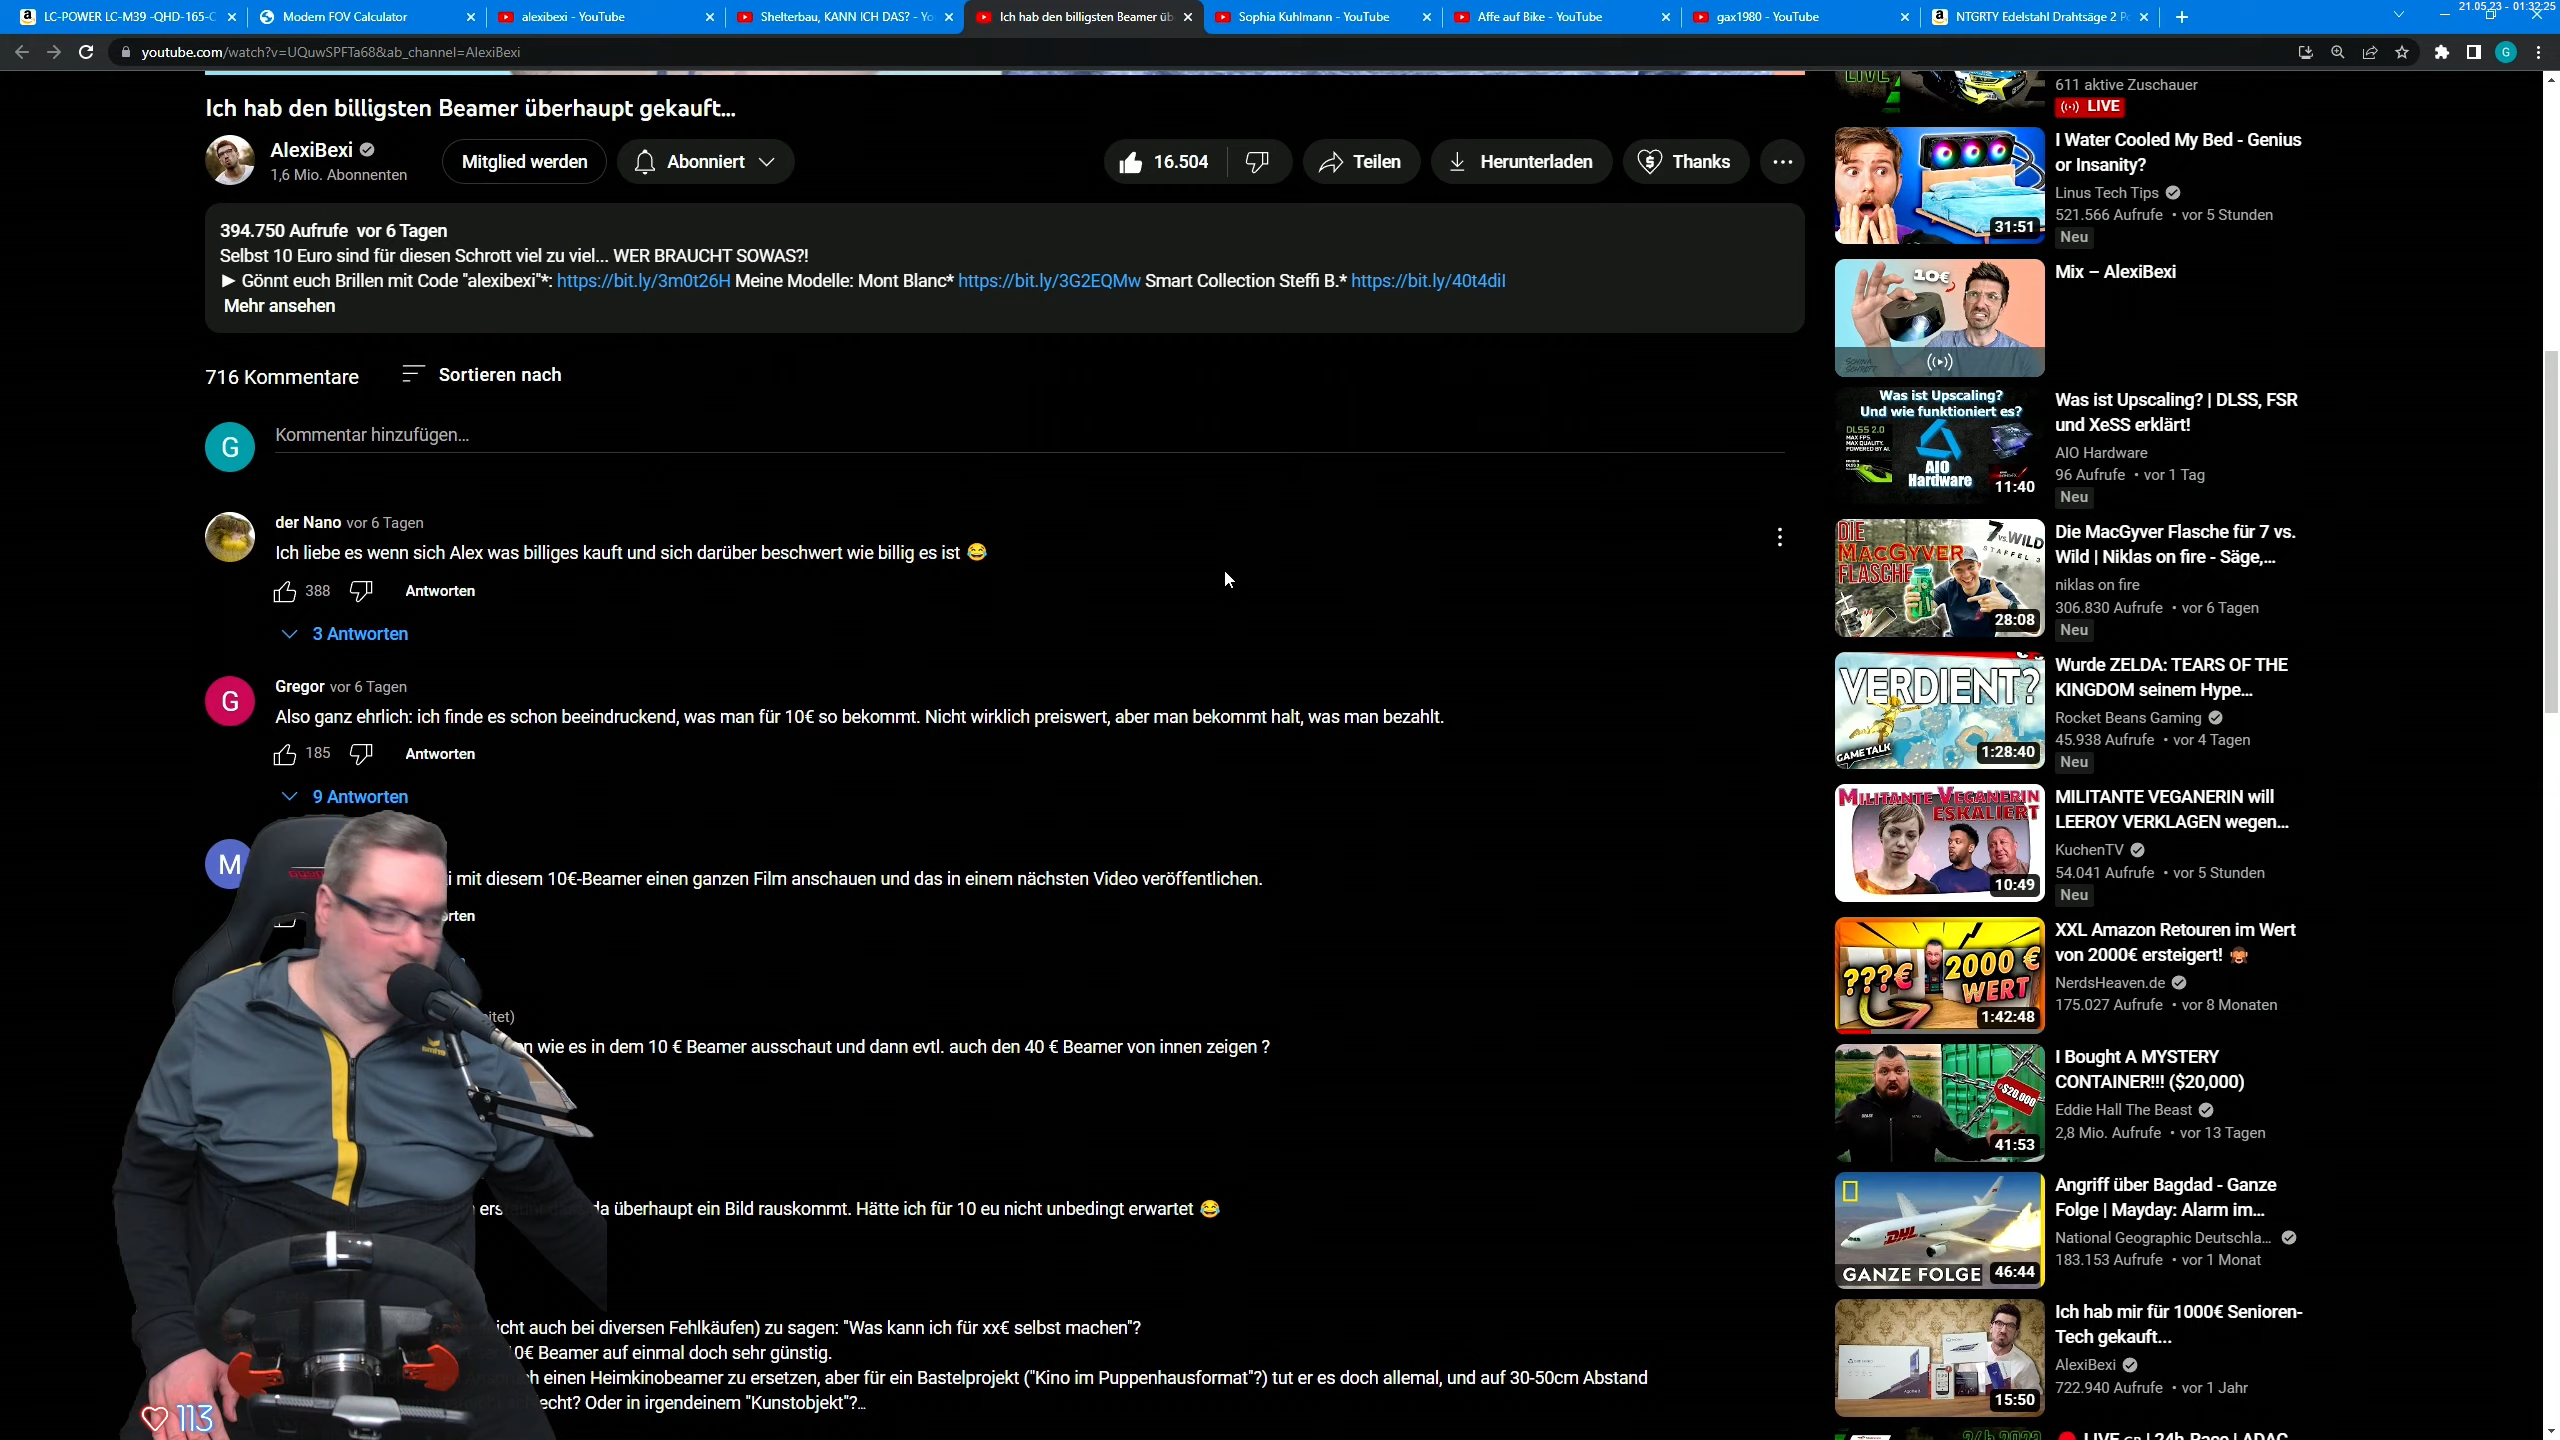 LC-POWER LC-M39 -QHD-165-C
Modern FOV Calculator
alexibexi - YouTube
Shelterbau, KANN ICH DAS? - Yo
Ich hab den billigsten Beamer üb
Sophia Kuhlmann - YouTube
Affe auf Bike - YouTube
gax1980 - YouTube
NTGRTY Edelstahl Drahtsäge 2 P
21.05.23 - 01:32:25
youtube.com/watch?v=UQuwSPFTa68&ab_channel=AlexiBexi
G
Ich hab den billigsten Beamer überhaupt gekauft...
AlexiBexi
1,6 Mio. Abonnenten
Mitglied werden
Abonniert
16.504
Teilen
Herunterladen
Thanks
394.750 Aufrufe vor 6 Tagen
Selbst 10 Euro sind für diesen Schrott viel zu viel... WER BRAUCHT SOWAS?!
► Gönnt euch Brillen mit Code "alexibexi"*: https://bit.ly/3m0t26H Meine Modelle: Mont Blanc* https://bit.ly/3G2EQMw Smart Collection Steffi B.* https://bit.ly/40t4dil
Mehr ansehen
716 Kommentare
Sortieren nach
G
Kommentar hinzufügen...
der Nano vor 6 Tagen
Ich liebe es wenn sich Alex was billiges kauft und sich darüber beschwert wie billig es ist 😂
388
Antworten
3 Antworten
G
Gregor vor 6 Tagen
Also ganz ehrlich: ich finde es schon beeindruckend, was man für 10€ so bekommt. Nicht wirklich preiswert, aber man bekommt halt, was man bezahlt.
185
Antworten
9 Antworten
M
mit diesem 10€-Beamer einen ganzen Film anschauen und das in einem nächsten Video veröffentlichen.
wie es in dem 10 € Beamer ausschaut und dann evtl. auch den 40 € Beamer von innen zeigen ?
da überhaupt ein Bild rauskommt. Hätte ich für 10 eu nicht unbedingt erwartet 😂
auch bei diversen Fehlkäufen) zu sagen: "Was kann ich für xx€ selbst machen"?
Beamer auf einmal doch sehr günstig.
einen Heimkinobeamer zu ersetzen, aber für ein Bastelprojekt ("Kino im Puppenhausformat"?) tut er es doch allemal, und auf 30-50cm Abstand
Oder in irgendeinem "Kunstobjekt"?...
113
LIVE
611 aktive Zuschauer
LIVE
31:51
I Water Cooled My Bed - Genius
or Insanity?
Linus Tech Tips
521.566 Aufrufe • vor 5 Stunden
Neu
10€
Mix – AlexiBexi
Was ist Upscaling?
Und wie funktioniert es?
DLSS 2.0
AIO
Hardware
11:40
Was ist Upscaling? | DLSS, FSR
und XeSS erklärt!
AIO Hardware
96 Aufrufe • vor 1 Tag
Neu
DIE
MACGYVER
FLASCHE
7 vs. WILD
STAFFEL 3
28:08
Die MacGyver Flasche für 7 vs.
Wild | Niklas on fire - Säge,...
niklas on fire
306.830 Aufrufe • vor 6 Tagen
Neu
VERDIENT?
GAME TALK
1:28:40
Wurde ZELDA: TEARS OF THE
KINGDOM seinem Hype...
Rocket Beans Gaming
45.938 Aufrufe • vor 4 Tagen
Neu
MILITANTE VEGANERIN
ESKALIERT
10:49
MILITANTE VEGANERIN will
LEEROY VERKLAGEN wegen...
KuchenTV
54.041 Aufrufe • vor 5 Stunden
Neu
???€
2000 €
WERT
1:42:48
XXL Amazon Retouren im Wert
von 2000€ ersteigert! 🙈
NerdsHeaven.de
175.027 Aufrufe • vor 8 Monaten
$20,000
41:53
I Bought A MYSTERY
CONTAINER!!! ($20,000)
Eddie Hall The Beast
2,8 Mio. Aufrufe • vor 13 Tagen
DHL
GANZE FOLGE
46:44
Angriff über Bagdad - Ganze
Folge | Mayday: Alarm im...
National Geographic Deutschla...
183.153 Aufrufe • vor 1 Monat
15:50
Ich hab mir für 1000€ Senioren-
Tech gekauft...
AlexiBexi
722.940 Aufrufe • vor 1 Jahr